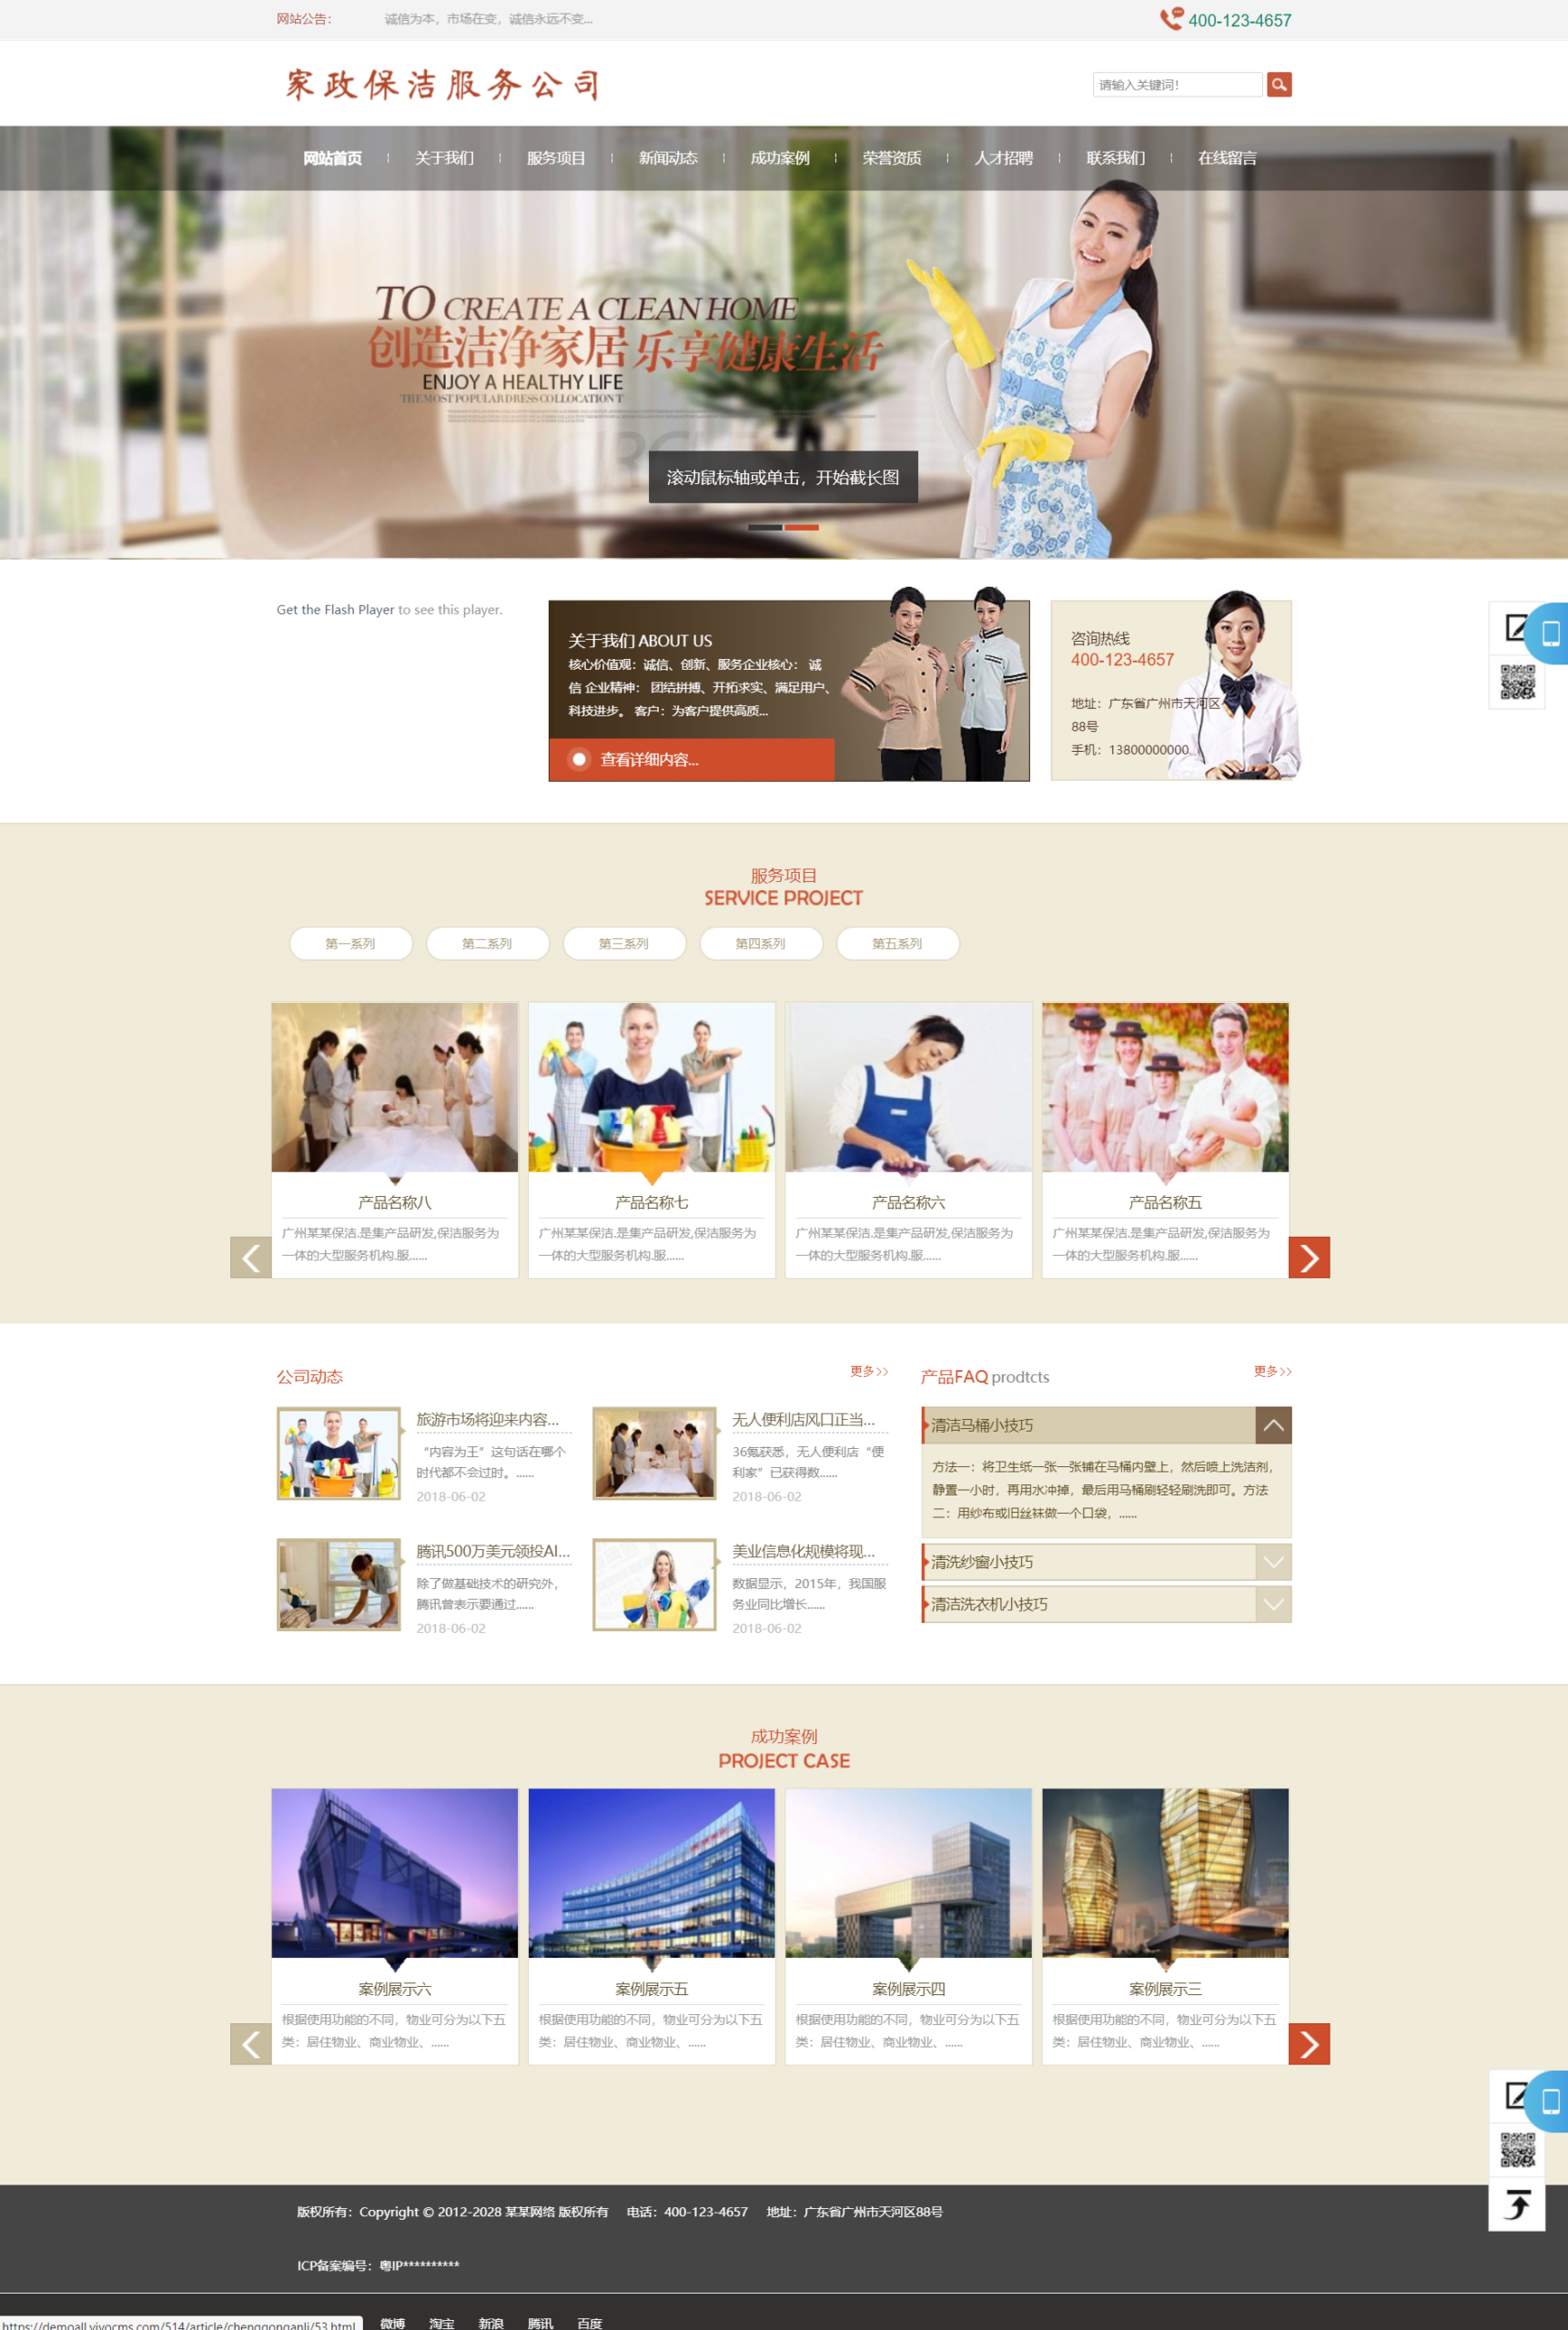 网站公告：
诚信为本，市场在变，诚信永远不变...
400-123-4657
家政保洁服务公司
请输入关键词！
网站首页
关于我们
服务项目
新闻动态
成功案例
荣誉资质
人才招聘
联系我们
在线留言
TO CREATE A CLEAN HOME
创造洁净家居 乐享健康生活
ENJOY A HEALTHY LIFE
THEMOST POPULARDRESS COLLOCATION T
滚动鼠标轴或单击，开始截长图
Get the Flash Player to see this player.
关于我们 ABOUT US
核心价值观：诚信、创新、服务企业核心： 诚
信 企业精神： 团结拼搏、开拓求实、满足用户、
科技进步。 客户：为客户提供高质...
查看详细内容...
咨询热线
400-123-4657
地址：广东省广州市天河区
88号
手机：13800000000
服务项目
SERVICE PROJECT
第一系列
第二系列
第三系列
第四系列
第五系列
产品名称八
广州某某保洁.是集产品研发,保洁服务为
一体的大型服务机构.服......
产品名称七
广州某某保洁.是集产品研发,保洁服务为
一体的大型服务机构.服......
产品名称六
广州某某保洁.是集产品研发,保洁服务为
一体的大型服务机构.服......
产品名称五
广州某某保洁.是集产品研发,保洁服务为
一体的大型服务机构.服......
公司动态
更多>>
旅游市场将迎来内容...
“内容为王”这句话在哪个
时代都不会过时。......
2018-06-02
无人便利店风口正当...
36氪获悉，无人便利店“便
利家”已获得数......
2018-06-02
腾讯500万美元领投AI...
除了做基础技术的研究外，
腾讯曾表示要通过......
2018-06-02
美业信息化规模将现...
数据显示，2015年，我国服
务业同比增长......
2018-06-02
产品FAQ prodtcts
更多>>
清洁马桶小技巧
方法一：将卫生纸一张一张铺在马桶内壁上，然后喷上洗洁剂，
静置一小时，再用水冲掉，最后用马桶刷轻轻刷洗即可。方法
二：用纱布或旧丝袜做一个口袋，......
清洗纱窗小技巧
清洁洗衣机小技巧
成功案例
PROJECT CASE
案例展示六
根据使用功能的不同，物业可分为以下五
类：居住物业、商业物业、......
案例展示五
根据使用功能的不同，物业可分为以下五
类：居住物业、商业物业、......
案例展示四
根据使用功能的不同，物业可分为以下五
类：居住物业、商业物业、......
案例展示三
根据使用功能的不同，物业可分为以下五
类：居住物业、商业物业、......
版权所有：Copyright © 2012-2028 某某网络 版权所有 电话：400-123-4657 地址：广东省广州市天河区88号
ICP备案编号：粤IP**********
https://demoall.yiyocms.com/514/article/chenggonganli/53.html
微博
淘宝
新浪
腾讯
百度